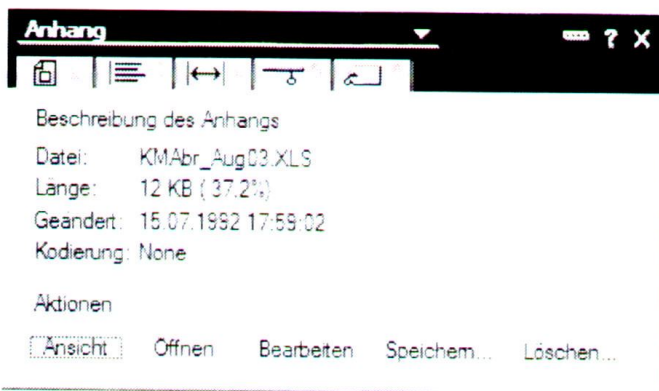 Anhang ? X
Beschreibung des Anhangs
Datei: KMAbr_Aug03.XLS
Länge: 12 KB ( 37.2%)
Geändert: 15.07.1992 17:59:02
Kodierung: None
Aktionen
Ansicht Öffnen Bearbeiten Speichern... Löschen...